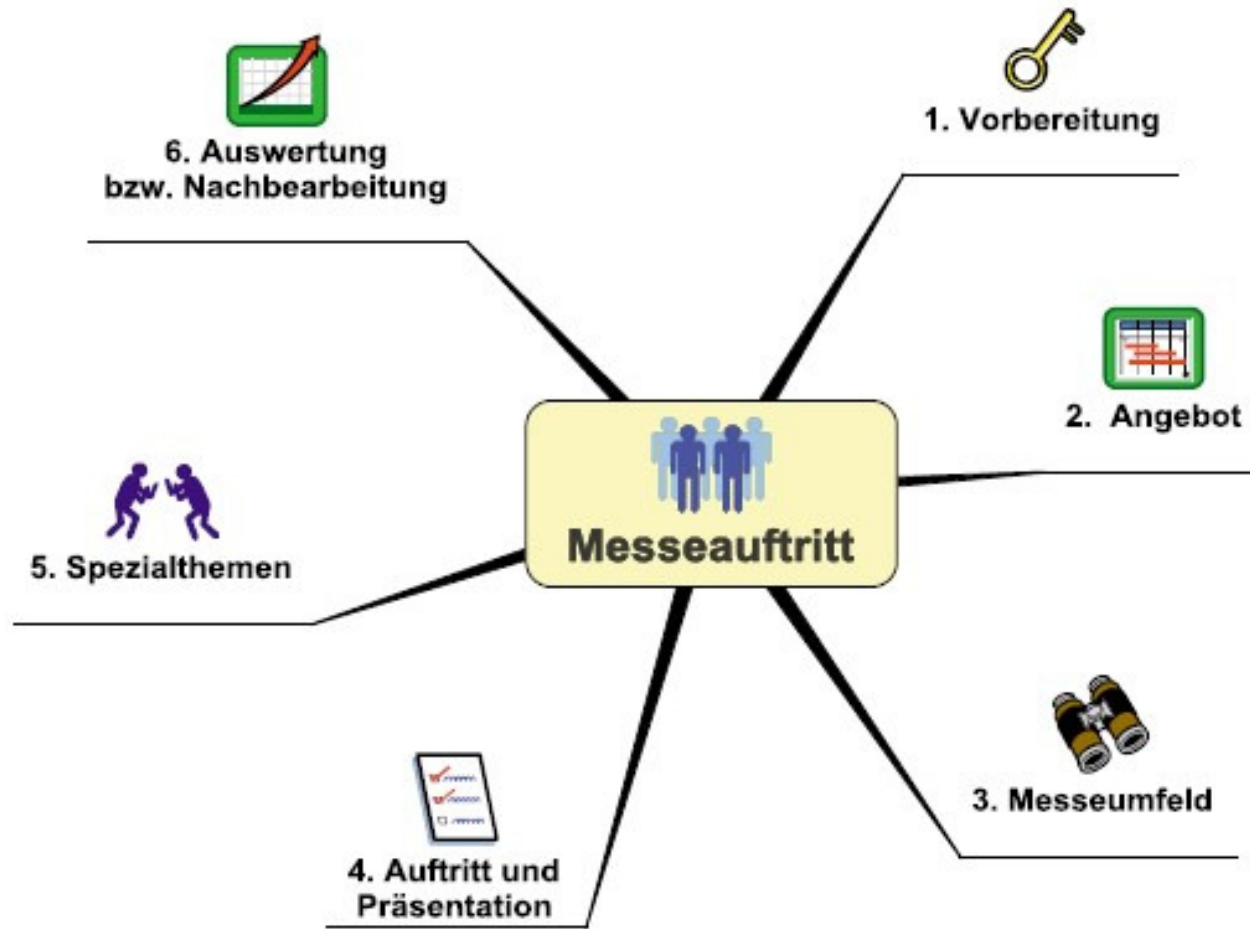 Messeauftritt
1. Vorbereitung
2. Angebot
3. Messeumfeld
4. Auftritt und
Präsentation
5. Spezialthemen
6. Auswertung
bzw. Nachbearbeitung